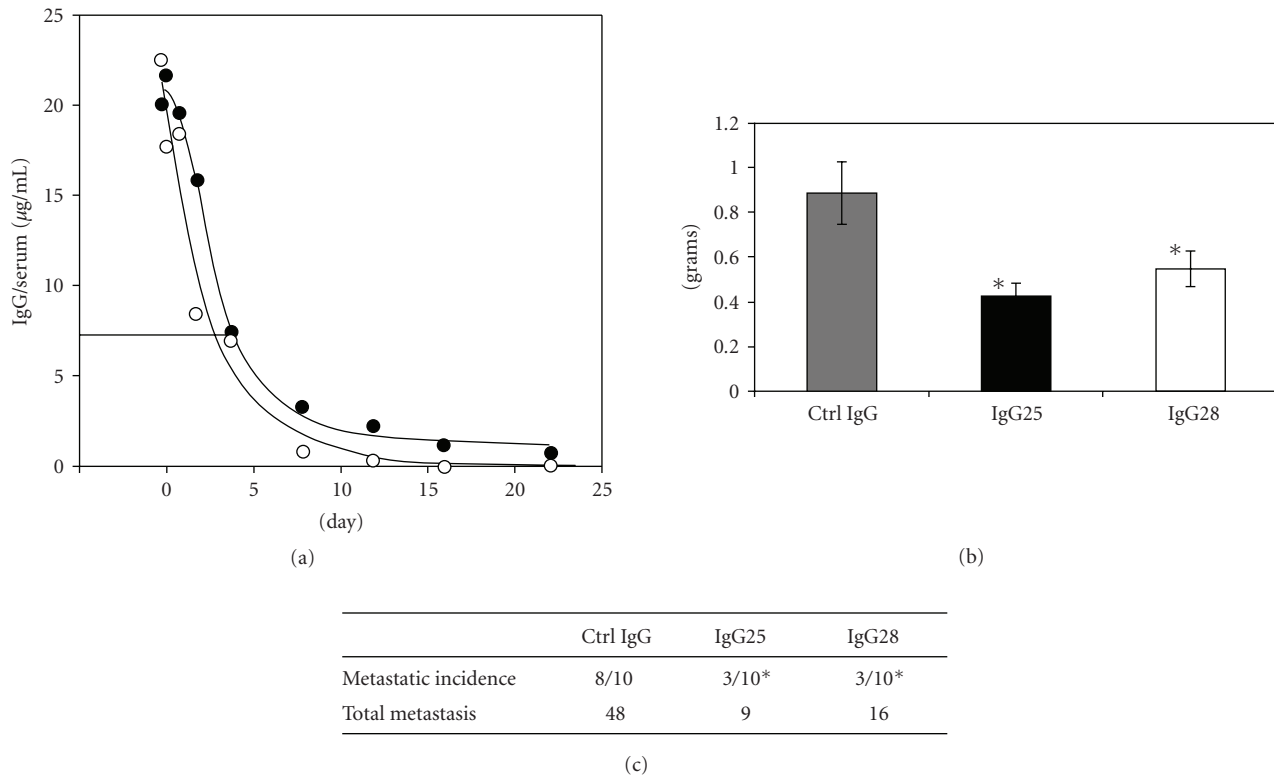 25
20
15
10
5
0
IgG/serum (μg/mL)
0 5 10 15 20 25
(day)
(a)
1.2
1
0.8
0.6
0.4
0.2
0
(grams)
*
*
Ctrl IgG IgG25 IgG28
(b)
Ctrl IgG IgG25 IgG28
Metastatic incidence 8/10 3/10* 3/10*
Total metastasis 48 9 16
(c)